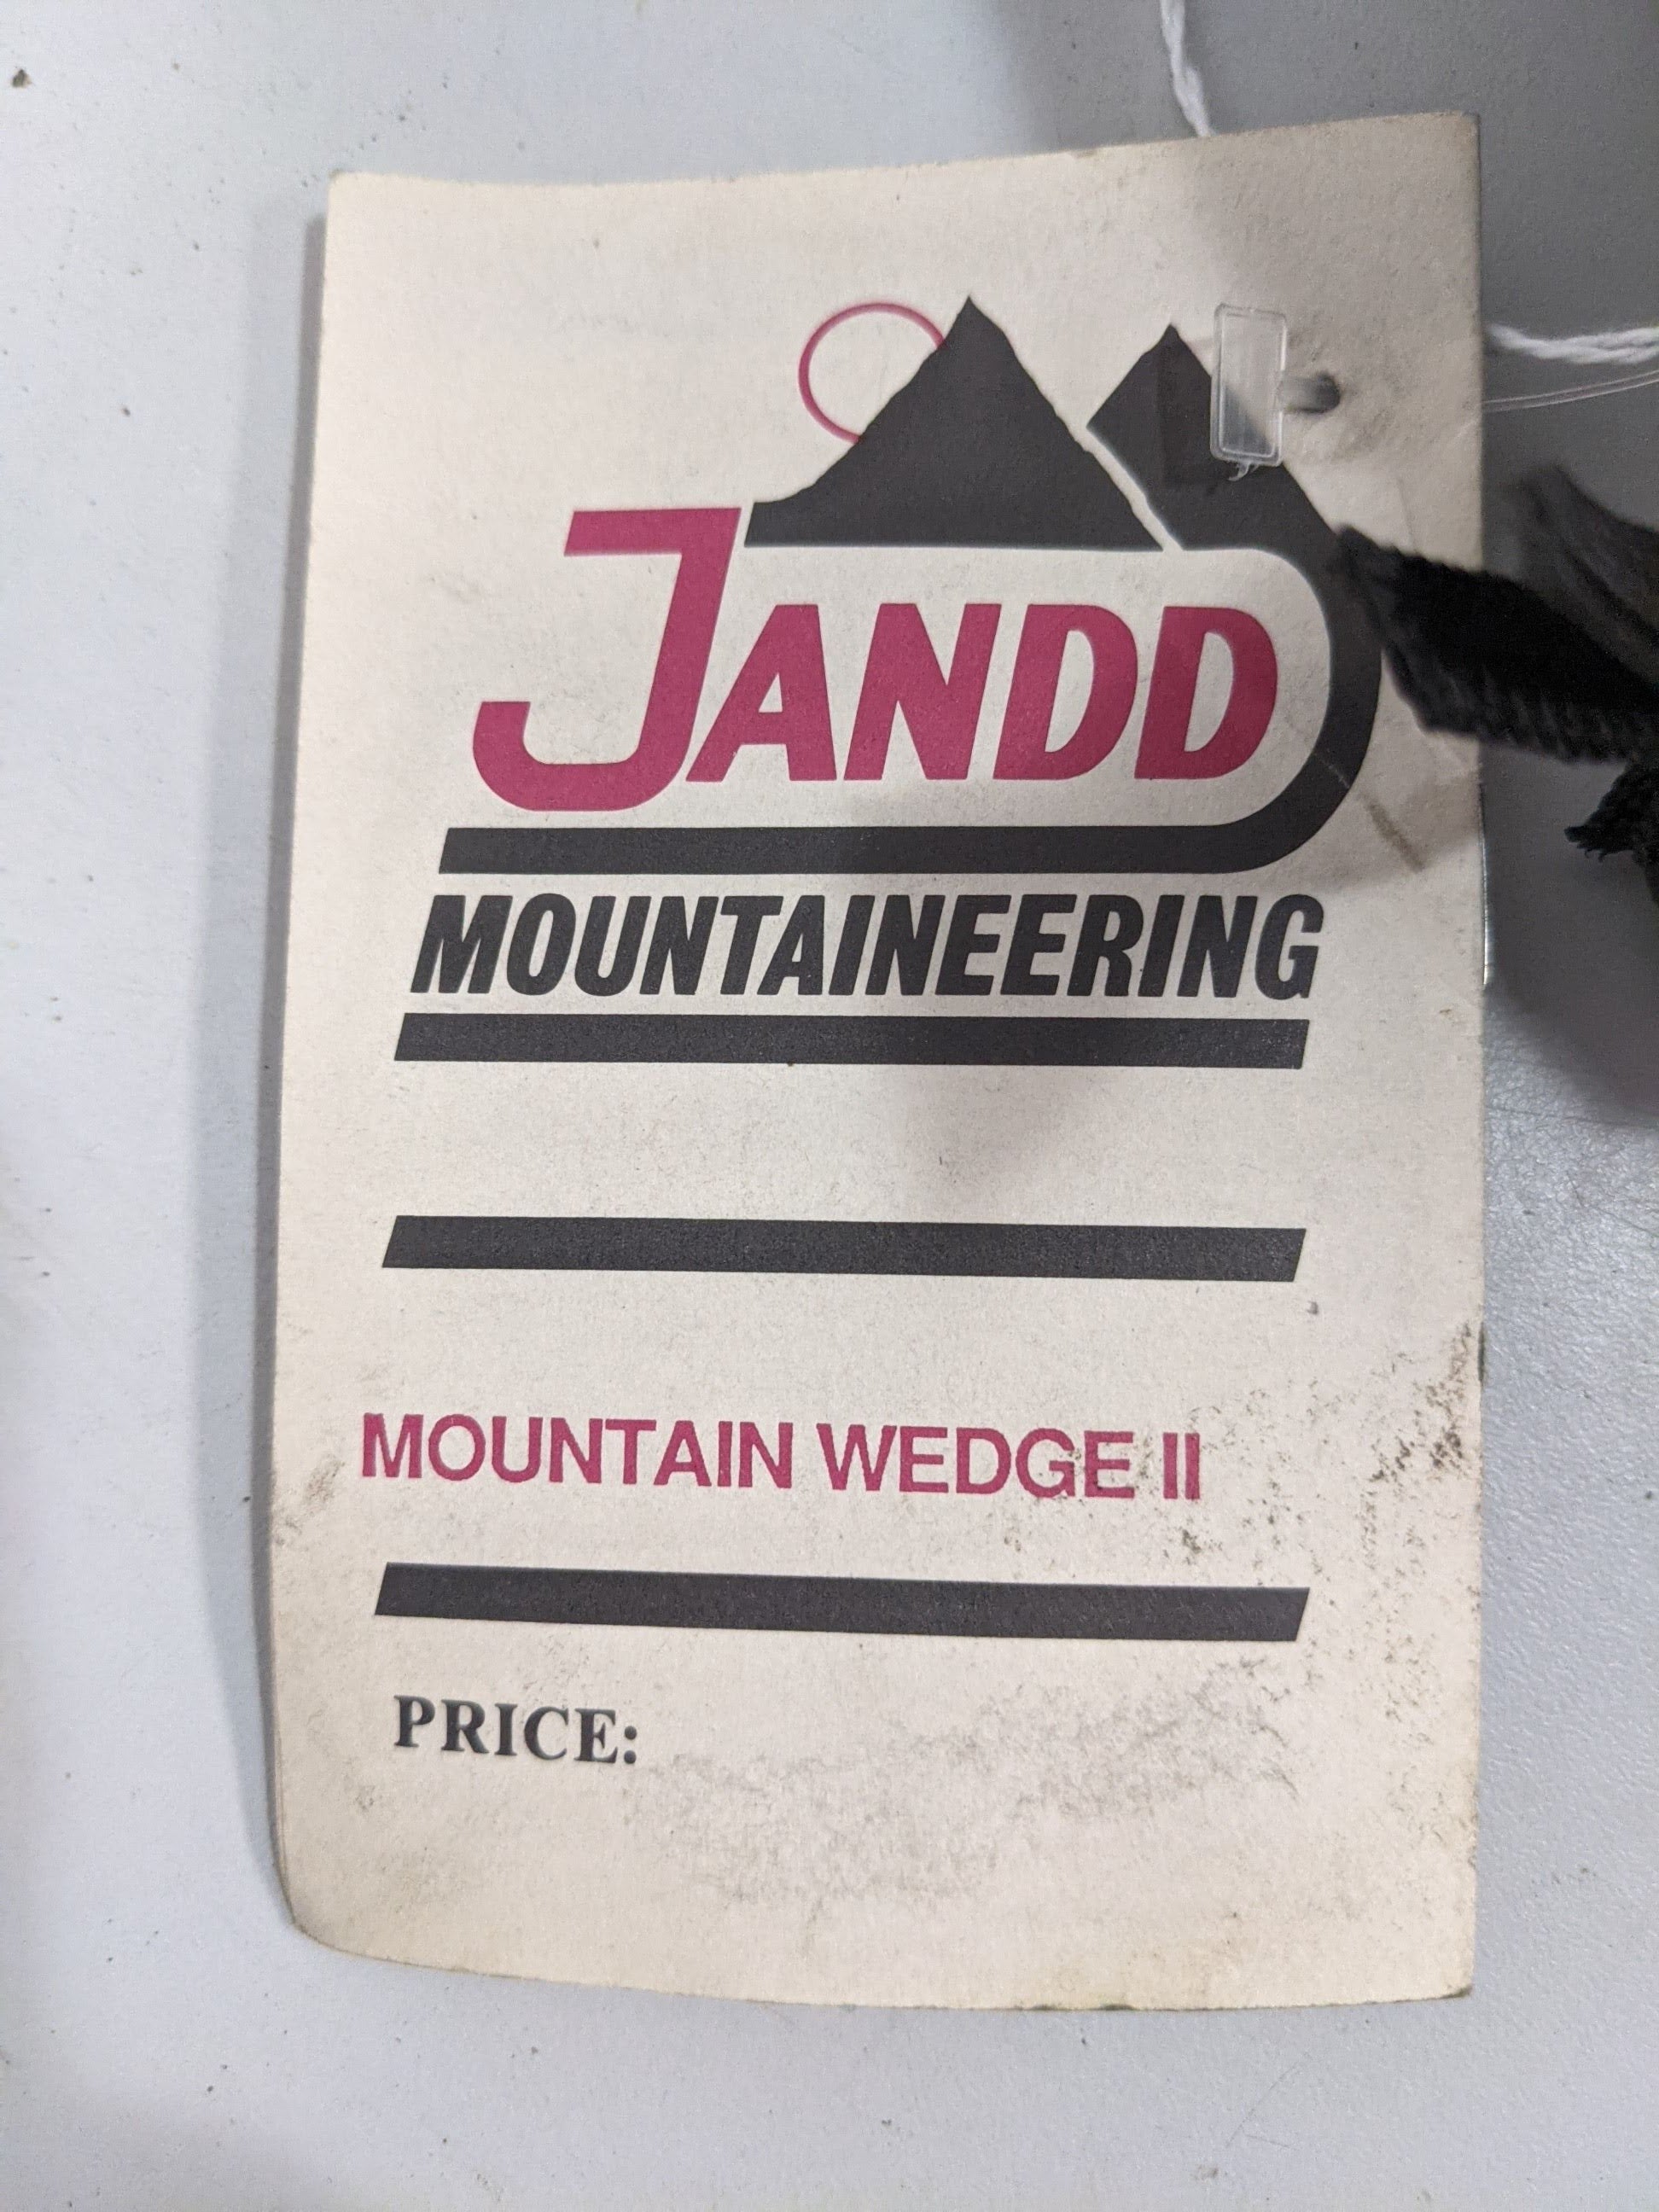 JANDD
MOUNTAINEERING
MOUNTAIN WEDGE II
PRICE: